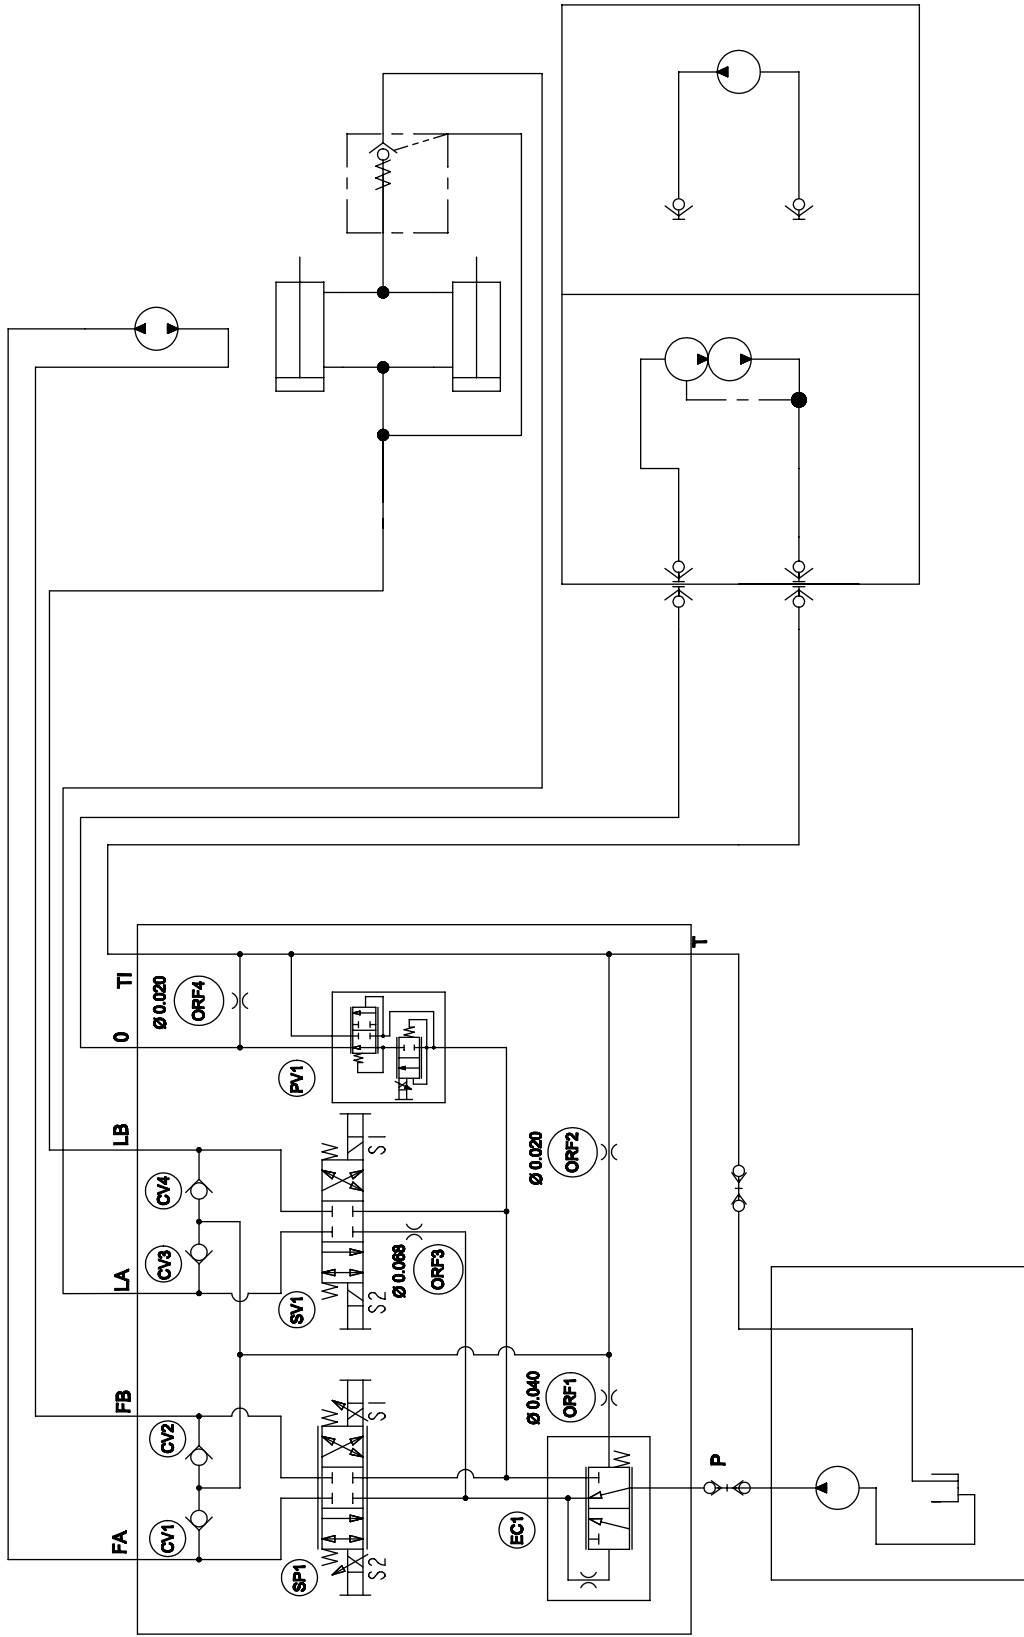 FA
FB
LA
LB
0
TI
CV1
CV2
CV3
CV4
Ø 0.020
ORF4
SP1
SV1
PV1
S2
S1
S2
S1
Ø 0.068
ORF3
EC1
Ø 0.040
ORF1
Ø 0.020
ORF2
P
T